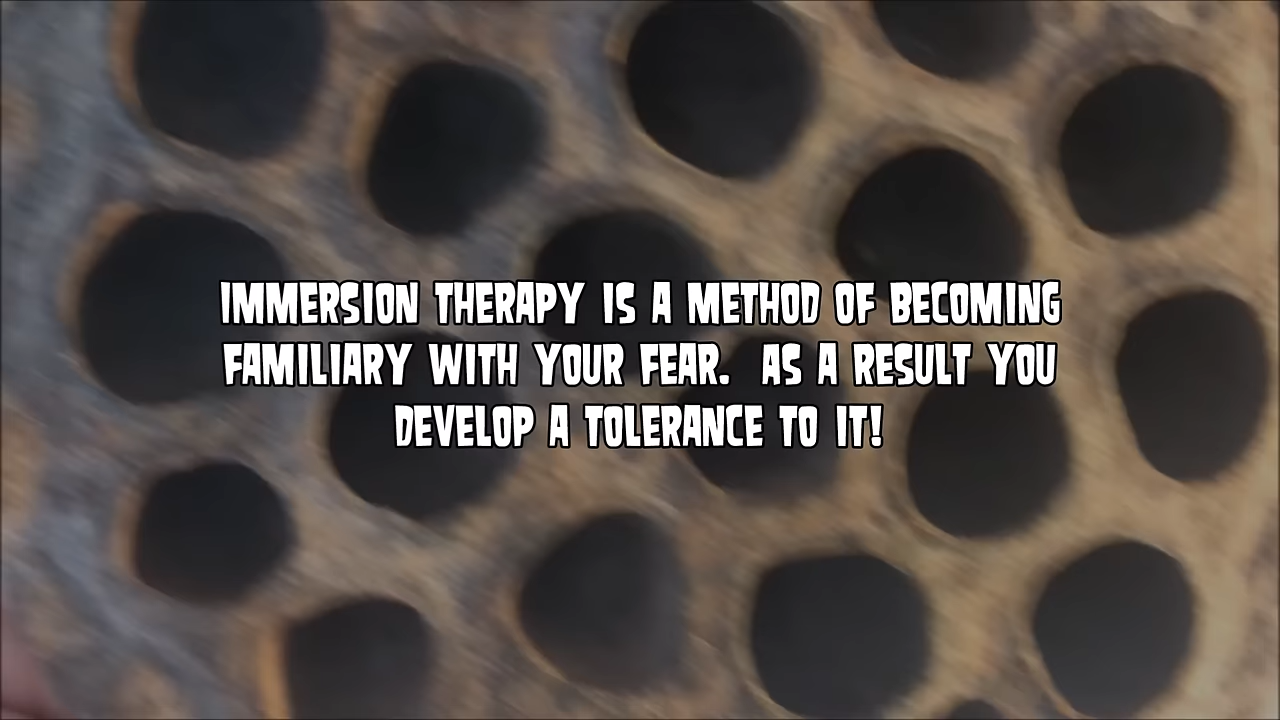 IMMERSION THERAPY IS A METHOD OF BECOMING
FAMILIARY WITH YOUR FEAR.  AS A RESULT YOU
DEVELOP A TOLERANCE TO IT!